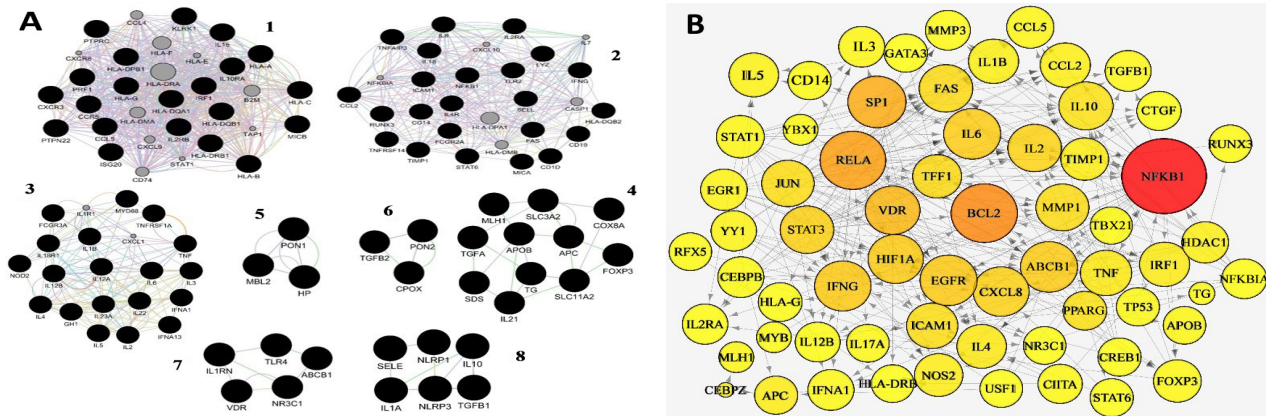 A
1
CCL4
KLRK1
PTPRC
HLA-F
IL16
CXCR6
HLA-E
HLA-DPB1
HLA-A
HLA-DRA
IL10RA
PRF1
HLA-G
HLA-DQA1
IRF1
B2M
CXCR3
CCR5
HLA-C
HLA-DMA
HLA-DQB1
TAP1
PTPN22
CCL5
CXCL9
IL2RB
MICB
HLA-DRB1
ISG20
STAT1
CD74
HLA-B
2
IL8
IL2RA
IL7
TNFAIP3
CXCL10
IL18
LYZ
NFKBIA
ICAM1
NFKB1
TLR2
IFNG
CCL2
CASP1
SELL
RUNX3
CD14
IL4R
HLA-DPA1
HLA-DQB2
TNFRSF14
FCGR2A
FAS
CD19
TIMP1
HLA-DMB
STAT6
CD1D
MICA
3
IL1R1
MYD88
FCGR3A
TNFRSF1A
IL1B
CXCL1
IL18R1
TNF
NOD2
IL12A
IL12B
IL6
IL3
IL4
IL23A
IL22
IFNA1
GH1
IFNA13
IL5
IL2
4
MLH1
SLC3A2
COX8A
TGFA
APOB
APC
FOXP3
SDS
TG
SLC11A2
IL21
5
PON1
MBL2
HP
6
PON2
TGFB2
CPOX
7
TLR4
IL1RN
ABCB1
VDR
NR3C1
8
SELE
NLRP1
IL10
IL1A
NLRP3
TGFB1
B
IL3
GATA3
MMP3
CCL5
IL5
CD14
IL1B
CCL2
TGFB1
SP1
FAS
IL10
CTGF
STAT1
YBX1
IL6
IL2
RUNX3
RELA
TIMP1
NFKB1
EGR1
JUN
TFF1
VDR
BCL2
MMP1
YY1
STAT3
TBX21
RFX5
HDAC1
CEBPB
HIF1A
ABCB1
IRF1
IFNG
EGFR
CXCL8
TNF
NFKBIA
HLA-G
TG
IL2RA
ICAM1
PPARG
TP53
APOB
MYB
IL12B
IL17A
IL4
NR3C1
MLH1
CREB1
CEBPZ
APC
IFNA1
HLA-DRB
NOS2
USF1
CIITA
STAT6
FOXP3